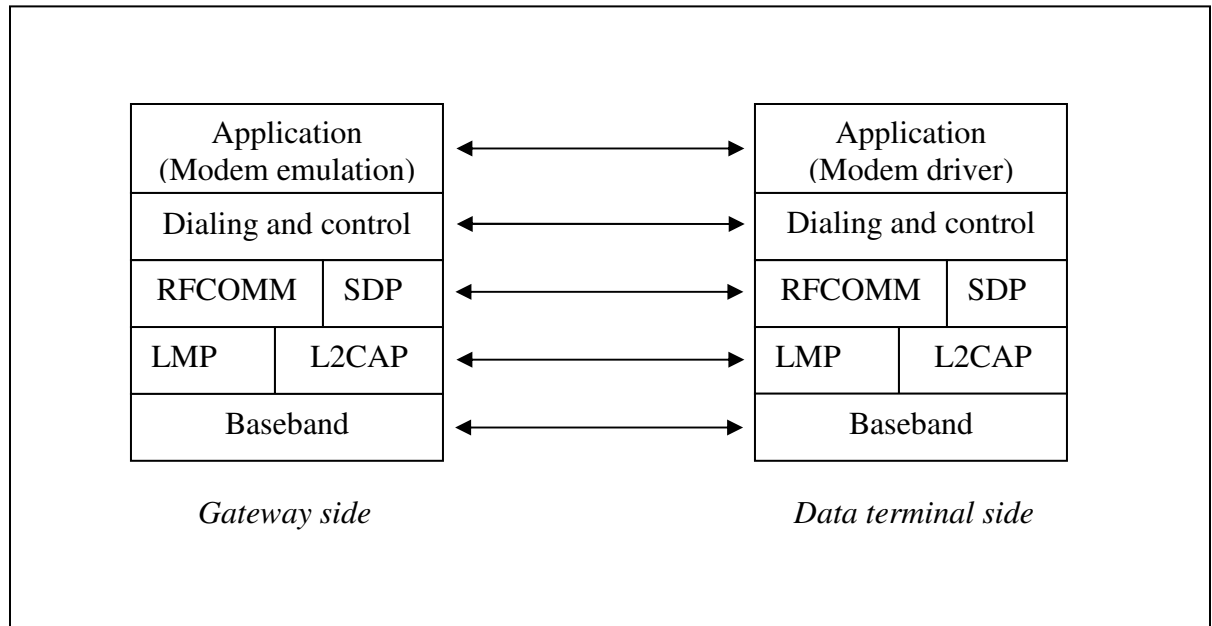 Application
(Modem emulation)
Dialing and control
RFCOMM SDP
LMP L2CAP
Baseband
Gateway side
Application
(Modem driver)
Dialing and control
RFCOMM SDP
LMP L2CAP
Baseband
Data terminal side